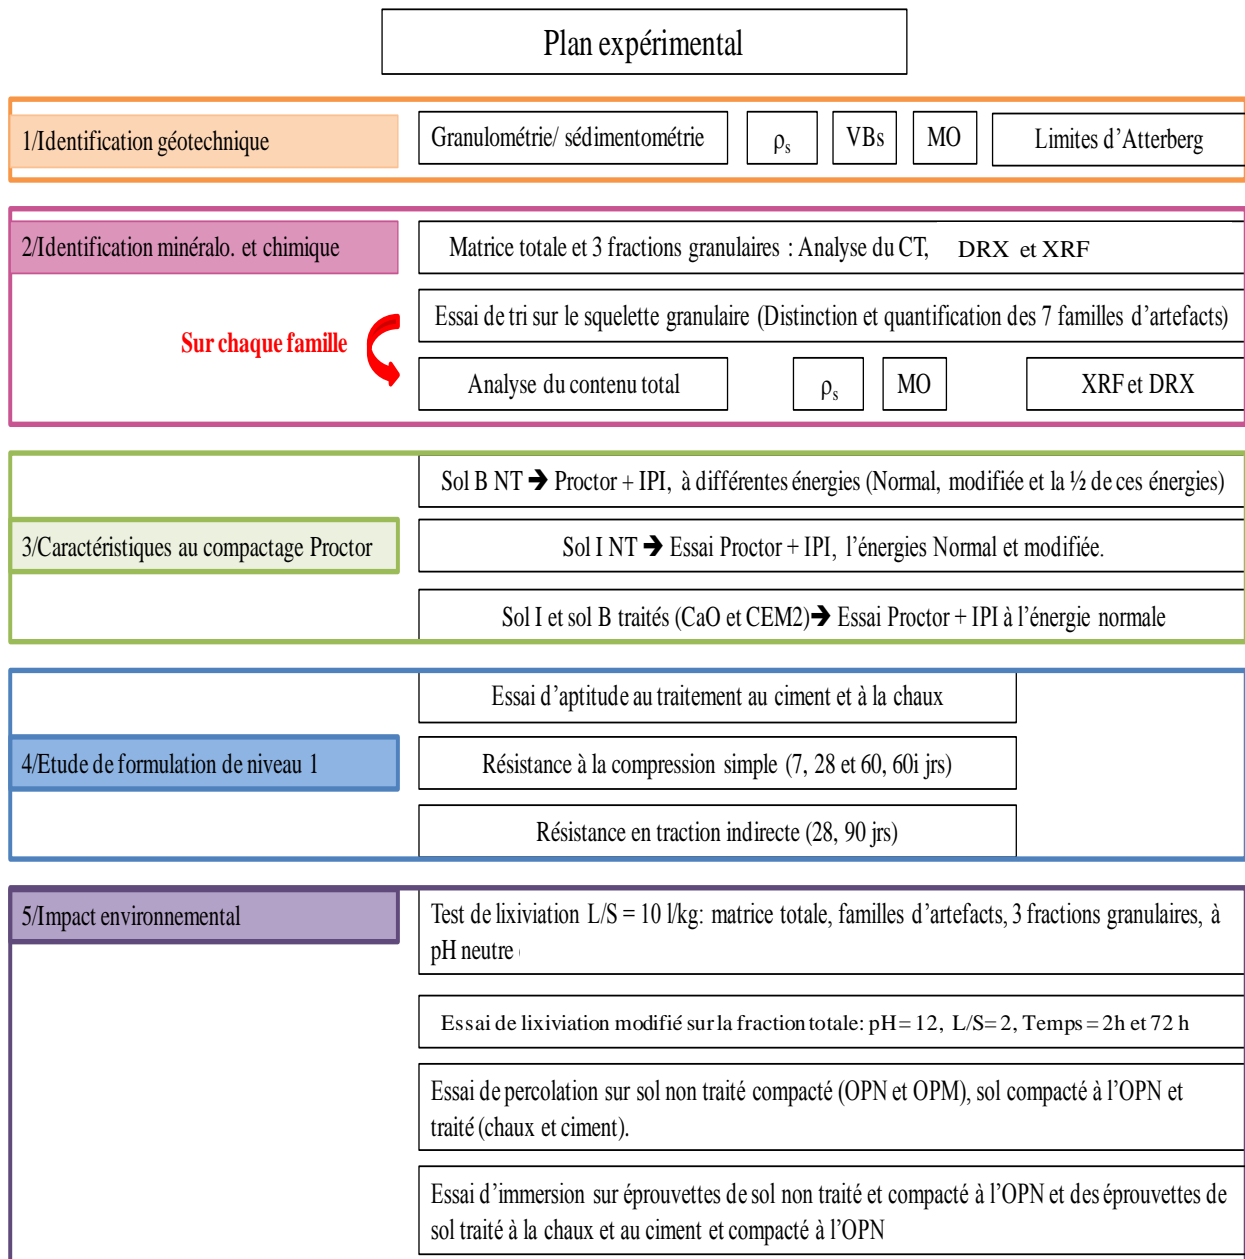 Plan expérimental
1/Identification géotechnique
Granulométrie/ sédimentométrie
ρs
VBs
MO
Limites d’Atterberg
2/Identification minéralo. et chimique
Matrice totale et 3 fractions granulaires : Analyse du CT, DRX et XRF
Essai de tri sur le squelette granulaire (Distinction et quantification des 7 familles d’artefacts)
Sur chaque famille
Analyse du contenu total
ρs
MO
XRF et DRX
Sol B NT ➔ Proctor + IPI, à différentes énergies (Normal, modifiée et la ½ de ces énergies)
3/Caractéristiques au compactage Proctor
Sol I NT ➔ Essai Proctor + IPI, l’énergies Normal et modifiée.
Sol I et sol B traités (CaO et CEM2)➔ Essai Proctor + IPI à l’énergie normale
Essai d’aptitude au traitement au ciment et à la chaux
4/Etude de formulation de niveau 1
Résistance à la compression simple (7, 28 et 60, 60i jrs)
Résistance en traction indirecte (28, 90 jrs)
5/Impact environnemental
Test de lixiviation L/S = 10 l/kg: matrice totale, familles d’artefacts, 3 fractions granulaires, à
pH neutre
Essai de lixiviation modifié sur la fraction totale: pH= 12, L/S= 2, Temps = 2h et 72 h
Essai de percolation sur sol non traité compacté (OPN et OPM), sol compacté à l’OPN et
traité (chaux et ciment).
Essai d’immersion sur éprouvettes de sol non traité et compacté à l’OPN et des éprouvettes de
sol traité à la chaux et au ciment et compacté à l’OPN